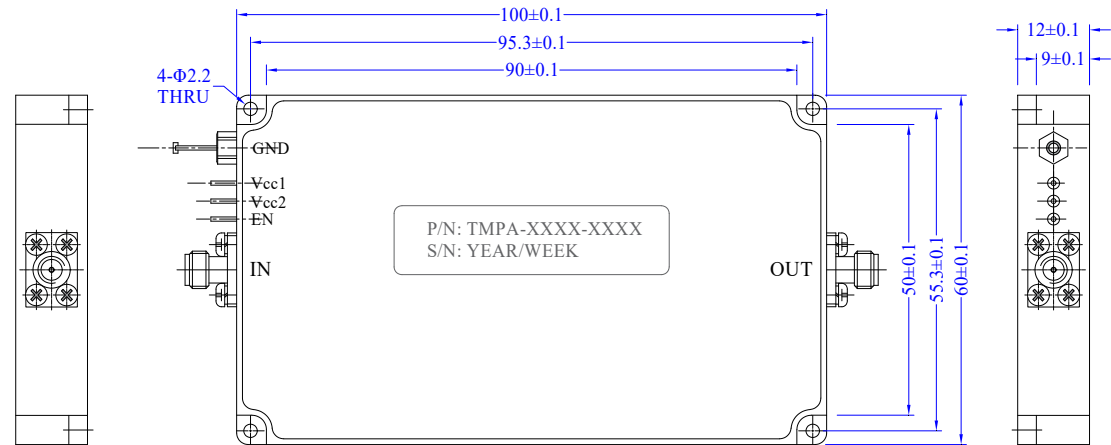 100±0.1
95.3±0.1
90±0.1
12±0.1
9±0.1
4-Φ2.2
THRU
GND
Vcc1
Vcc2
EN
IN
P/N: TMPA-XXXX-XXXX
S/N: YEAR/WEEK
OUT
50±0.1
55.3±0.1
60±0.1